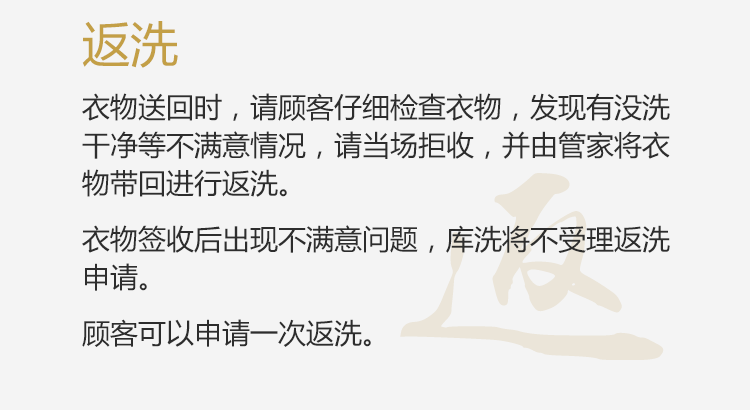 返洗
衣物送回时，请顾客仔细检查衣物，发现有没洗
干净等不满意情况，请当场拒收，并由管家将衣
物带回进行返洗。
衣物签收后出现不满意问题，库洗将不受理返洗
申请。
顾客可以申请一次返洗。
返